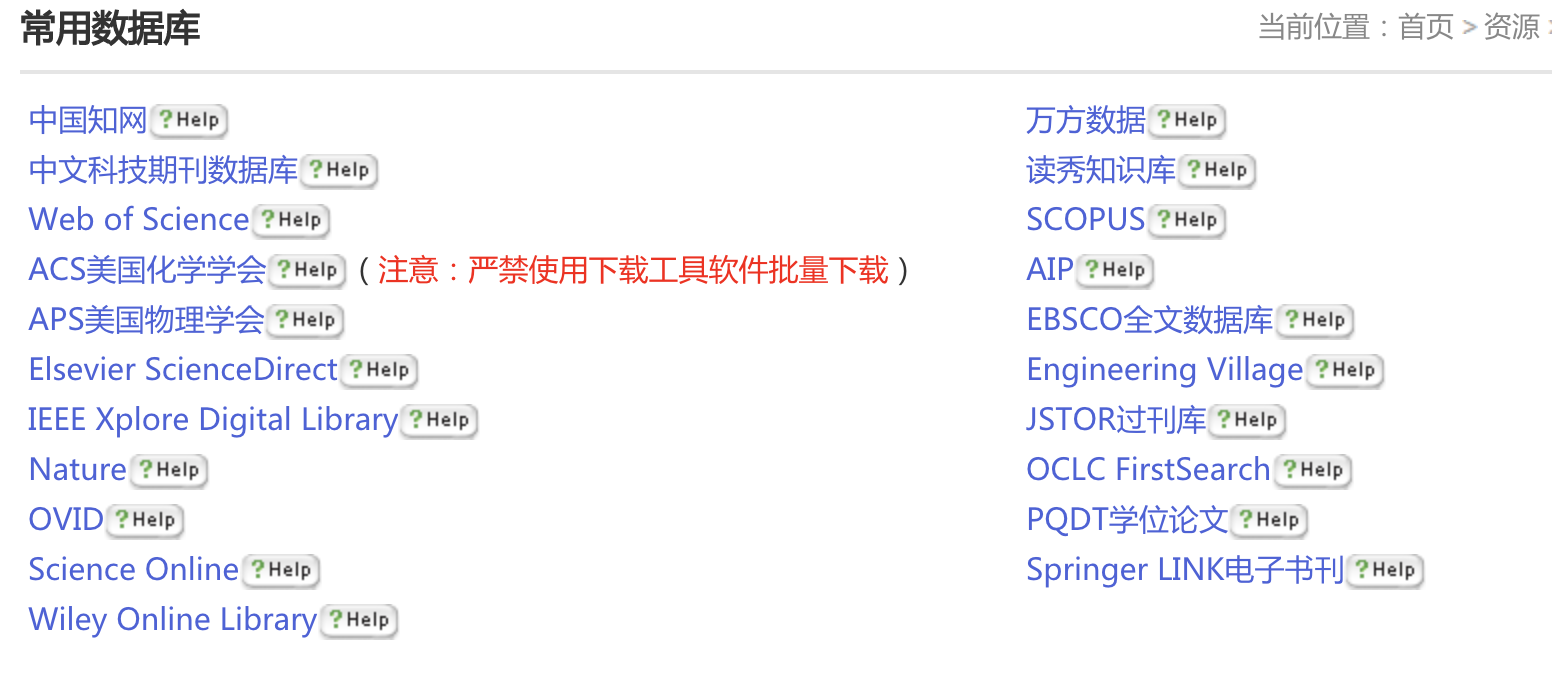 常用数据库
当前位置：首页 > 资源
中国知网 ?Help
万方数据 ?Help
中文科技期刊数据库 ?Help
读秀知识库 ?Help
Web of Science ?Help
SCOPUS ?Help
ACS美国化学学会 ?Help （注意：严禁使用下载工具软件批量下载）
AIP ?Help
APS美国物理学会 ?Help
EBSCO全文数据库 ?Help
Elsevier ScienceDirect ?Help
Engineering Village ?Help
IEEE Xplore Digital Library ?Help
JSTOR过刊库 ?Help
Nature ?Help
OCLC FirstSearch ?Help
OVID ?Help
PQDT学位论文 ?Help
Science Online ?Help
Springer LINK电子书刊 ?Help
Wiley Online Library ?Help